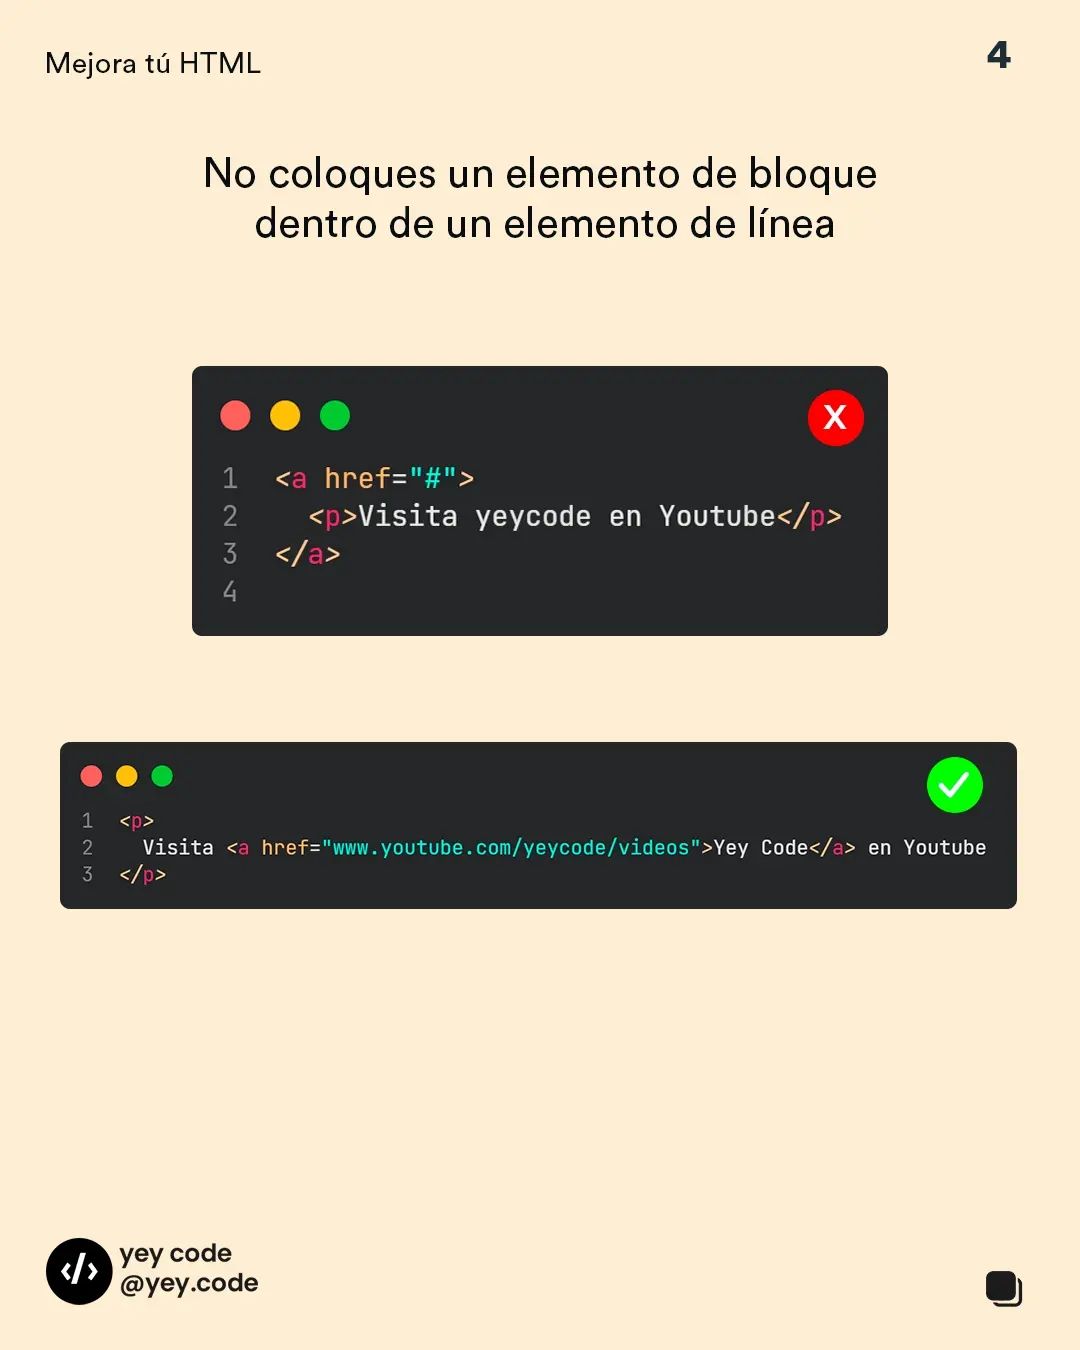 Mejora tú HTML
4
No coloques un elemento de bloque
dentro de un elemento de línea
X
1 <a href="#">
2   <p>Visita yeycode en Youtube</p>
3 </a>
4
1 <p>
2   Visita <a href="www.youtube.com/yeycode/videos">Yey Code</a> en Youtube
3 </p>
</>
yey code
@yey.code